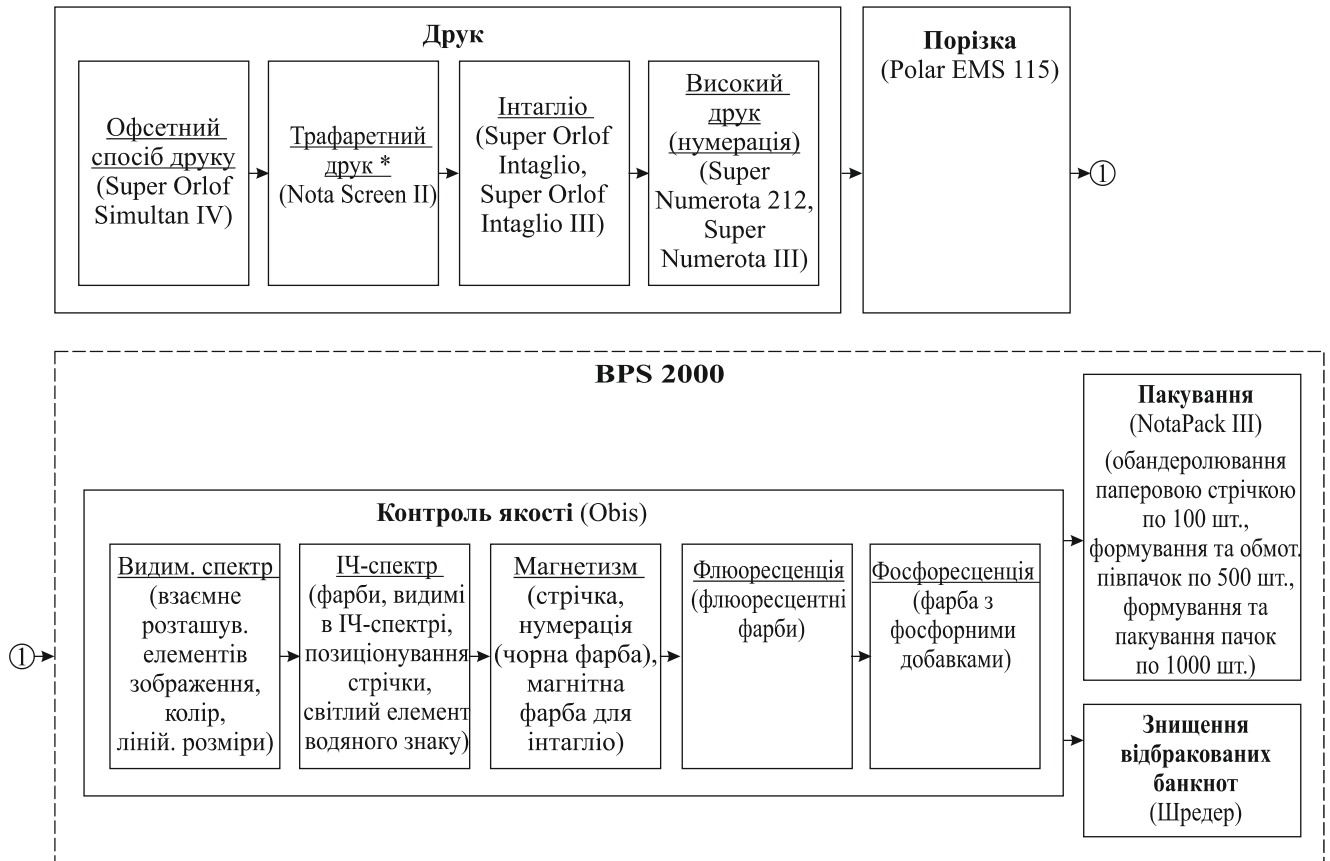 Друк
Офсетний
спосіб друку
(Super Orlof
Simultan IV)
Трафаретний
друк *
(Nota Screen II)
Інтагліо
(Super Orlof
Intaglio,
Super Orlof
Intaglio III)
Високий
друк
(нумерація)
(Super
Numerota 212,
Super
Numerota III)
Порізка
(Polar EMS 115)
①
BPS 2000
①
Контроль якості (Obis)
Видим. спектр
(взаємне
розташув.
елементів
зображення,
колір,
ліній. розміри)
ІЧ-спектр
(фарби, видимі
в ІЧ-спектрі,
позиціонування
стрічки,
світлий елемент
водяного знаку)
Магнетизм
(стрічка,
нумерація
(чорна фарба),
магнітна
фарба для
інтагліо)
Флюоресценція
(флюоресцентні
фарби)
Фосфоресценція
(фарба з
фосфорними
добавками)
Пакування
(NotaPack III)
(обандеролювання
паперовою стрічкою
по 100 шт.,
формування та обмот.
півпачок по 500 шт.,
формування та
пакування пачок
по 1000 шт.)
Знищення
відбракованих
банкнот
(Шредер)